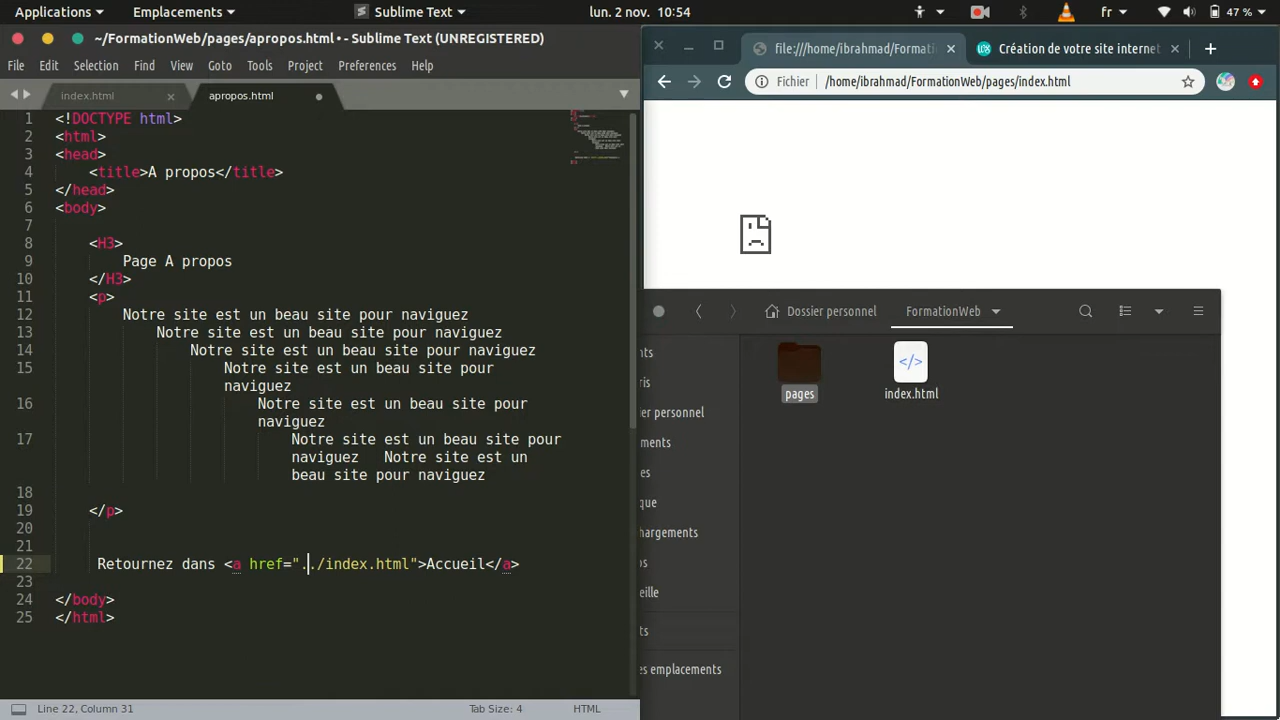 Applications
Emplacements
Sublime Text
lun. 2 nov. 10:54
fr
47 %
~/FormationWeb/pages/apropos.html • - Sublime Text (UNREGISTERED)
File Edit Selection Find View Goto Tools Project Preferences Help
index.html
apropos.html
1 <!DOCTYPE html>
2 <html>
3 <head>
4 <title>A propos</title>
5 </head>
6 <body>
7
8 <H3>
9 Page A propos
10 </H3>
11 <p>
12 Notre site est un beau site pour naviguez
13 Notre site est un beau site pour naviguez
14 Notre site est un beau site pour naviguez
15 Notre site est un beau site pour
naviguez
16 Notre site est un beau site pour
naviguez
17 Notre site est un beau site pour
naviguez Notre site est un
beau site pour naviguez
18
19 </p>
20
21
22 Retournez dans <a href="../index.html">Accueil</a>
23
24 </body>
25 </html>
Line 22, Column 31
Tab Size: 4
HTML
file:///home/ibrahmad/Formati
Création de votre site internet
Fichier
/home/ibrahmad/FormationWeb/pages/index.html
Dossier personnel
FormationWeb
pages
index.html
nts
ris
ier personnel
ments
es
que
hargements
os
eille
ts
es emplacements